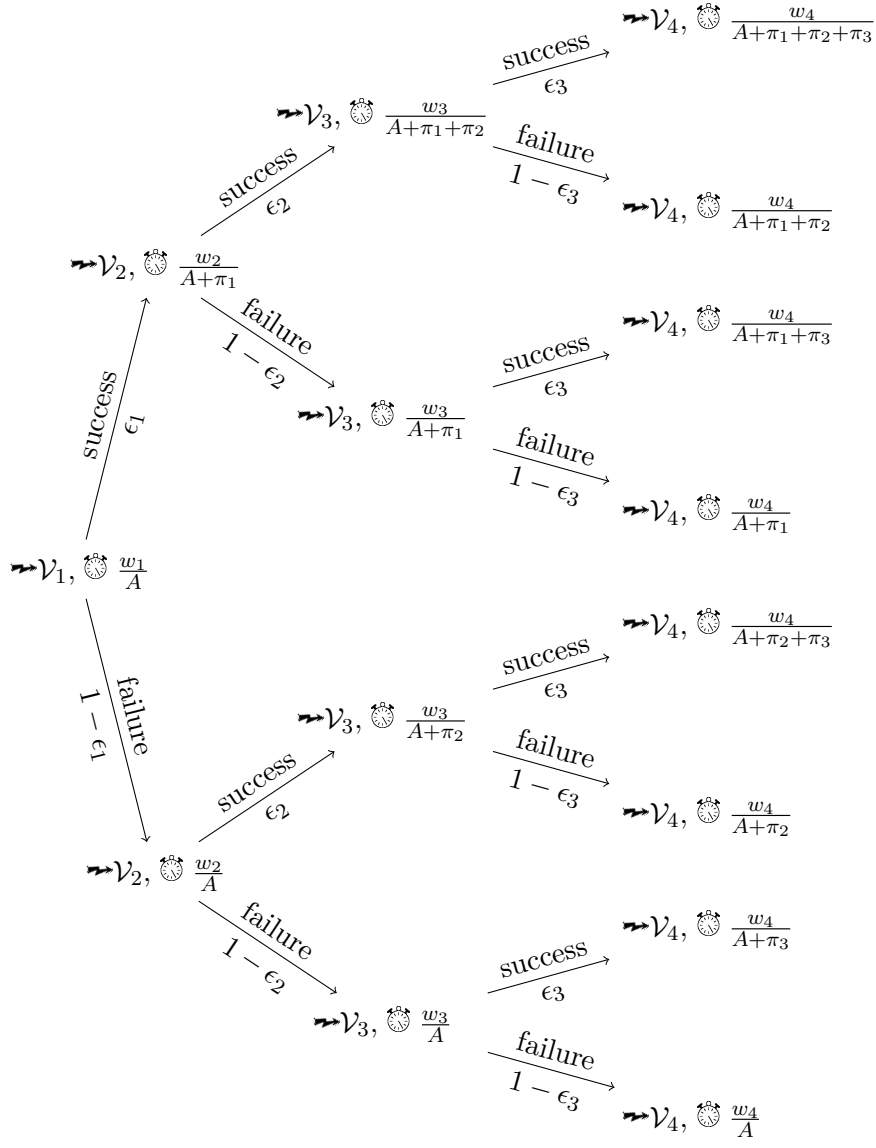 𝒱₄, w₄/(A+π₁+π₂+π₃)
success
ϵ₃
𝒱₃, w₃/(A+π₁+π₂)
failure
1 − ϵ₃
success
ϵ₂
𝒱₄, w₄/(A+π₁+π₂)
𝒱₂, w₂/(A+π₁)
failure
1 − ϵ₂
𝒱₄, w₄/(A+π₁+π₃)
success
ϵ₃
𝒱₃, w₃/(A+π₁)
failure
1 − ϵ₃
success
ϵ₁
𝒱₄, w₄/(A+π₁)
𝒱₁, w₁/A
𝒱₄, w₄/(A+π₂+π₃)
success
ϵ₃
failure
1 − ϵ₁
𝒱₃, w₃/(A+π₂)
failure
1 − ϵ₃
success
ϵ₂
𝒱₄, w₄/(A+π₂)
𝒱₂, w₂/A
failure
1 − ϵ₂
𝒱₄, w₄/(A+π₃)
success
ϵ₃
𝒱₃, w₃/A
failure
1 − ϵ₃
𝒱₄, w₄/A